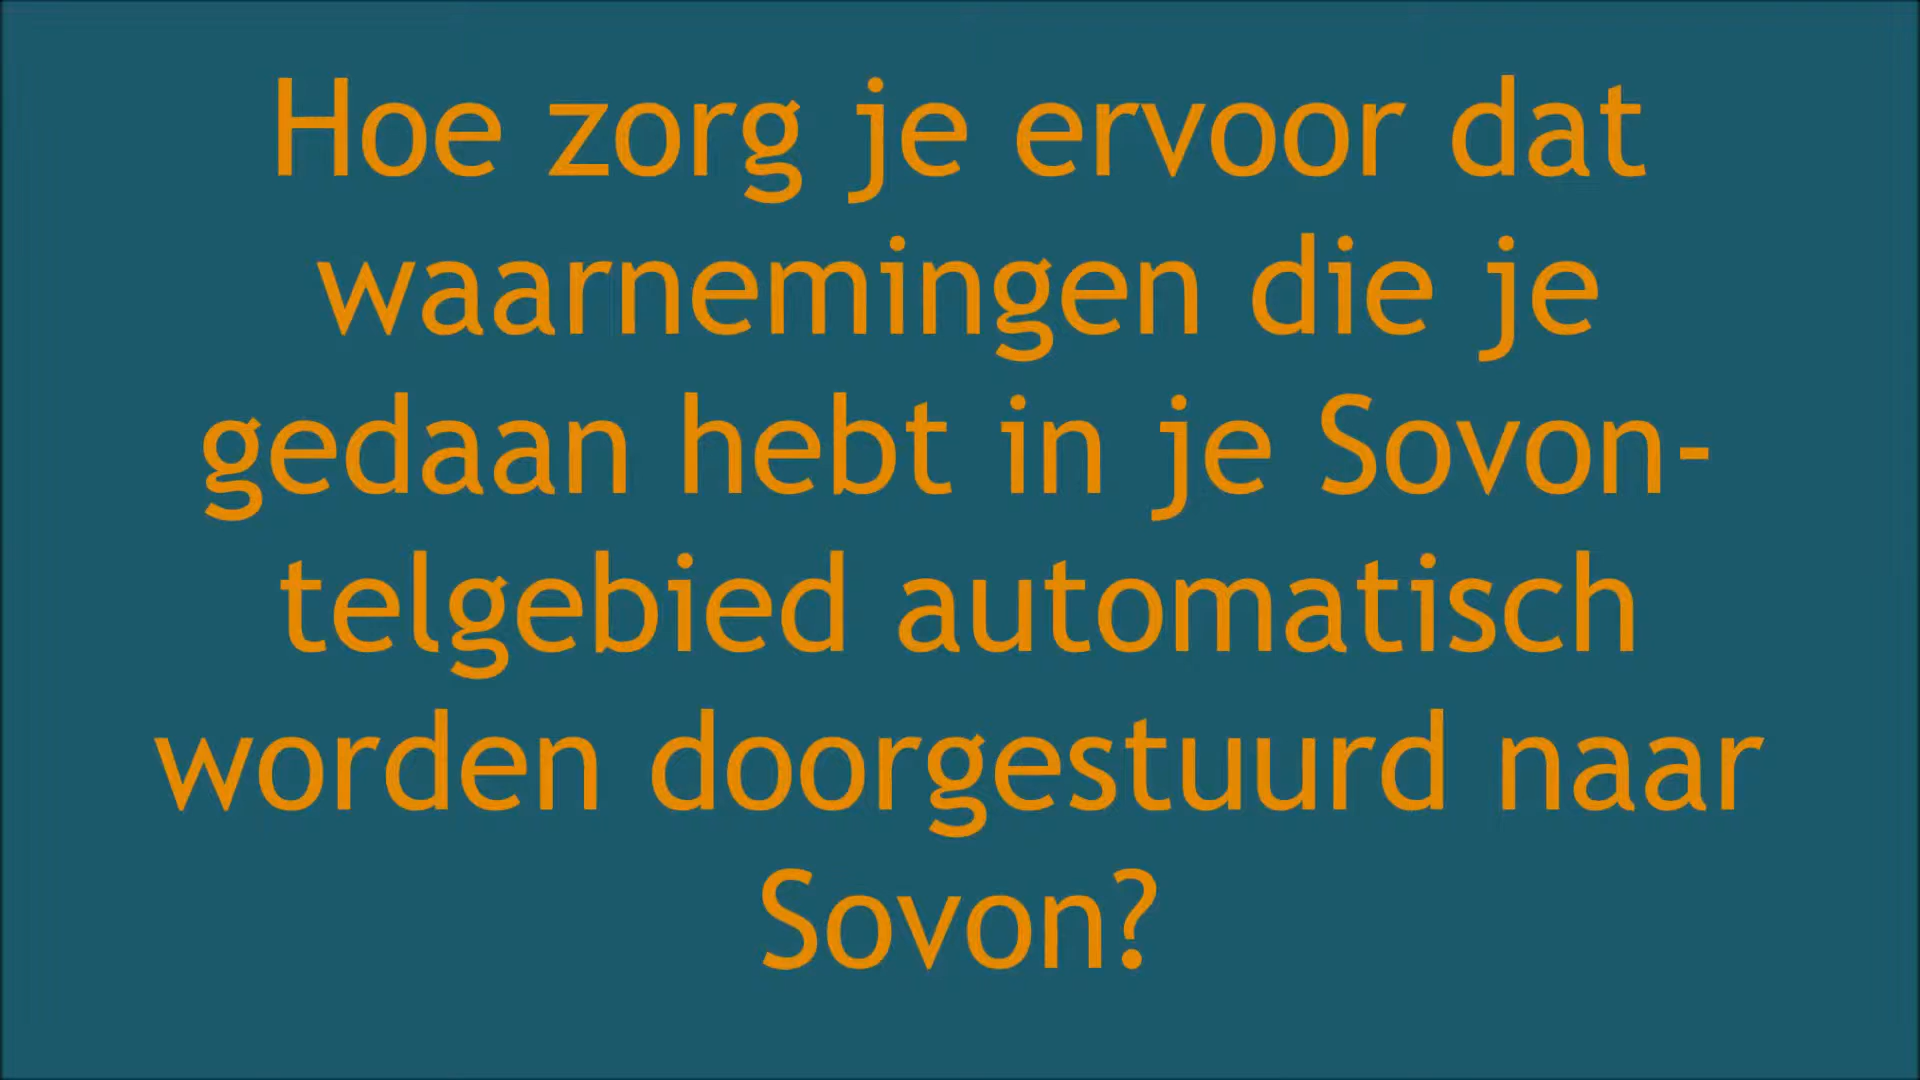 Hoe zorg je ervoor dat
waarnemingen die je
gedaan hebt in je Sovon-
telgebied automatisch
worden doorgestuurd naar
Sovon?